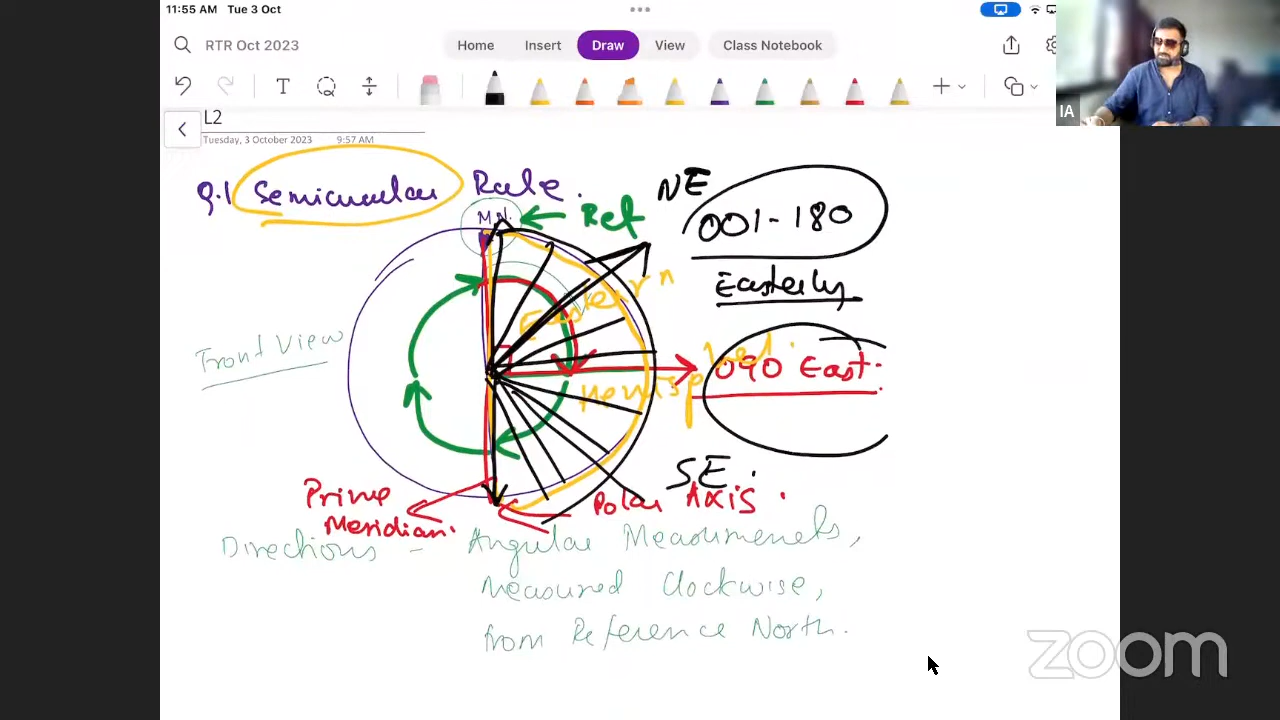 11:55 AM Tue 3 Oct
RTR Oct 2023
Home Insert Draw View Class Notebook
IA
L2
Tuesday, 3 October 2023 9:57 AM
Q.1 Semicircular Rule.
M.N.
Ref
NE
001-180
Easterly
Eastern
Front View
090 East.
SE.
Prime
Meridian.
Polar Axis.
Directions - Angular Measurements,
Measured Clockwise,
from Reference North.
zoom